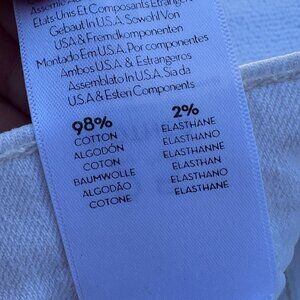 Etats-Unis Et Composants Etrangers
Gebaut In U.S.A. Sowohl Von
USA & Fremdkomponenten
Montado Em U.S.A. Por Componentes
Ambos U.S.A & Estrangeiros
Assemblato In U.S.A. Sia da
U.S.A & Esteri Components
98%
COTTON
ALGODÓN
COTON
BAUMWOLLE
ALGODÃO
COTONE
2%
ELASTHANE
ELASTANO
ELASTHANNE
ELASTHAN
ELASTHANO
ELASTHANE